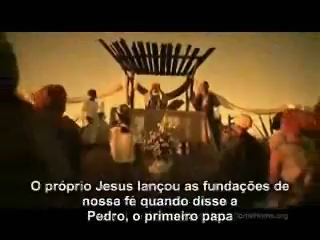 O próprio Jesus lançou as fundações de
nossa fé quando disse a
Pedro, o primeiro papa